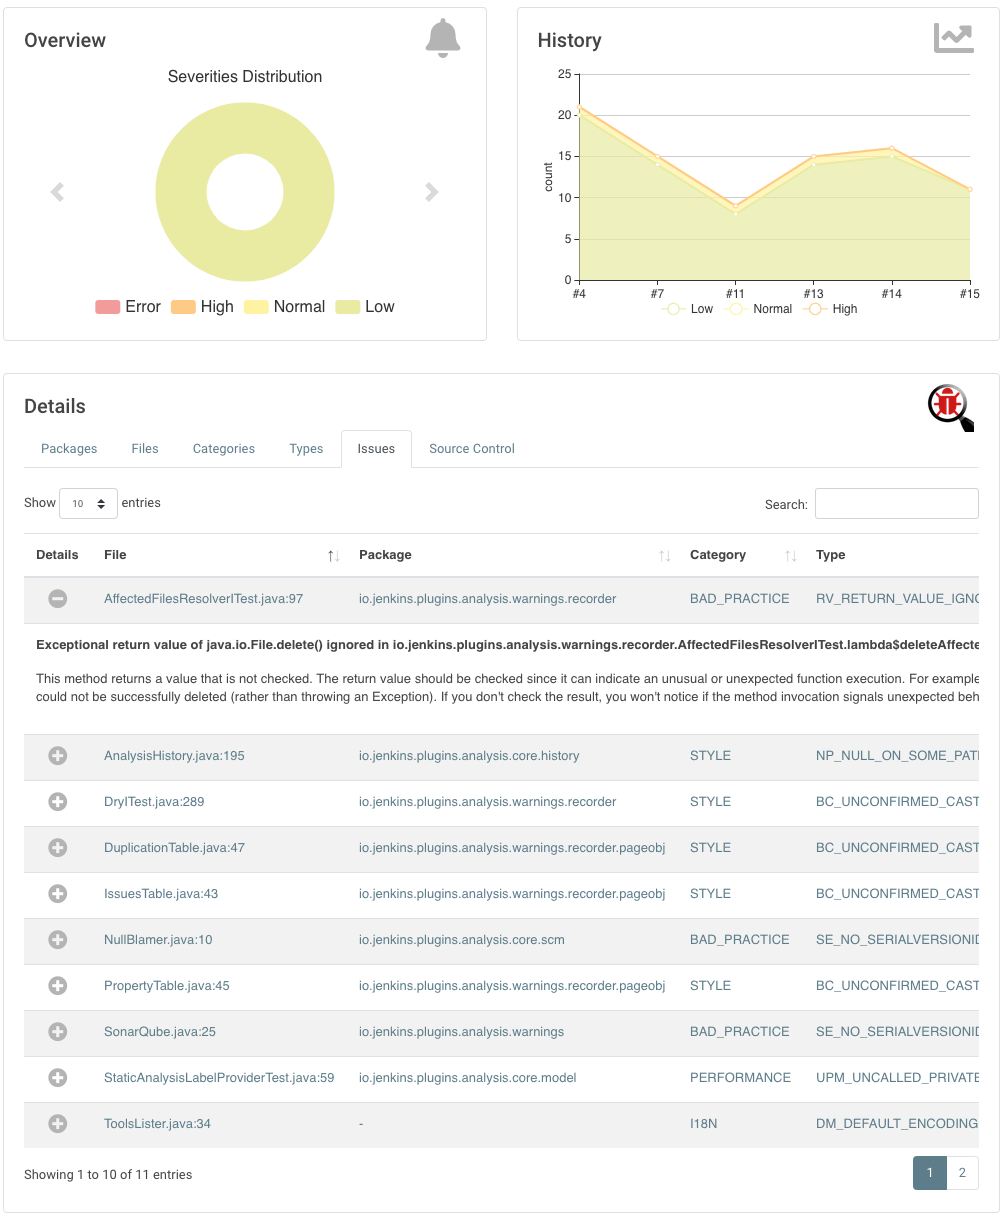 Overview
Severities Distribution
Error High Normal Low
History
25
20
15
10
5
0
count
#4 #7 #11 #13 #14 #15
Low Normal High
Details
Packages Files Categories Types Issues Source Control
Show 10 entries
Search:
Details File Package Category Type
AffectedFilesResolverITest.java:97 io.jenkins.plugins.analysis.warnings.recorder BAD_PRACTICE RV_RETURN_VALUE_IGNO
Exceptional return value of java.io.File.delete() ignored in io.jenkins.plugins.analysis.warnings.recorder.AffectedFilesResolverITest.lambda$deleteAffecte
This method returns a value that is not checked. The return value should be checked since it can indicate an unusual or unexpected function execution. For example
could not be successfully deleted (rather than throwing an Exception). If you don't check the result, you won't notice if the method invocation signals unexpected beh
AnalysisHistory.java:195 io.jenkins.plugins.analysis.core.history STYLE NP_NULL_ON_SOME_PATH
DryITest.java:289 io.jenkins.plugins.analysis.warnings.recorder STYLE BC_UNCONFIRMED_CAST
DuplicationTable.java:47 io.jenkins.plugins.analysis.warnings.recorder.pageobj STYLE BC_UNCONFIRMED_CAST
IssuesTable.java:43 io.jenkins.plugins.analysis.warnings.recorder.pageobj STYLE BC_UNCONFIRMED_CAST
NullBlamer.java:10 io.jenkins.plugins.analysis.core.scm BAD_PRACTICE SE_NO_SERIALVERSIONID
PropertyTable.java:45 io.jenkins.plugins.analysis.warnings.recorder.pageobj STYLE BC_UNCONFIRMED_CAST
SonarQube.java:25 io.jenkins.plugins.analysis.warnings BAD_PRACTICE SE_NO_SERIALVERSIONID
StaticAnalysisLabelProviderTest.java:59 io.jenkins.plugins.analysis.core.model PERFORMANCE UPM_UNCALLED_PRIVATE
ToolsLister.java:34 - I18N DM_DEFAULT_ENCODING
Showing 1 to 10 of 11 entries
1 2